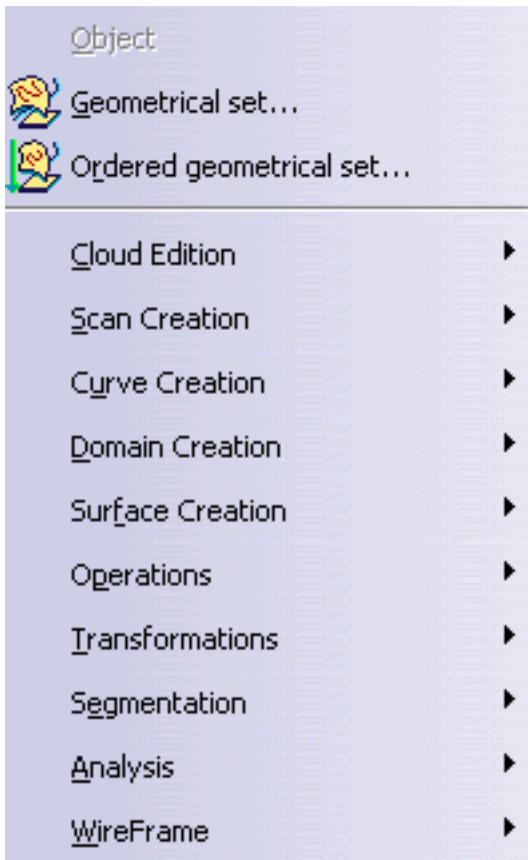 Object
Geometrical set...
Ordered geometrical set...
Cloud Edition
Scan Creation
Curve Creation
Domain Creation
Surface Creation
Operations
Transformations
Segmentation
Analysis
WireFrame